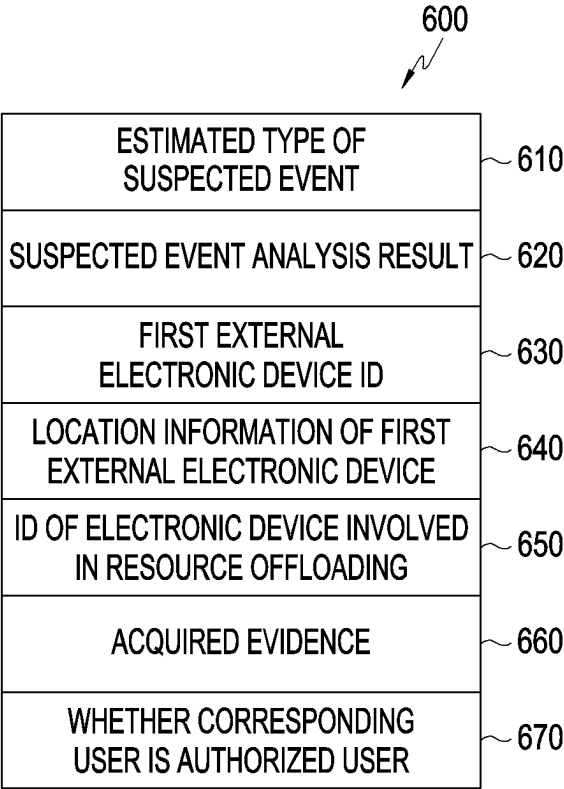 600
ESTIMATED TYPE OF
SUSPECTED EVENT
610
SUSPECTED EVENT ANALYSIS RESULT
620
FIRST EXTERNAL
ELECTRONIC DEVICE ID
630
LOCATION INFORMATION OF FIRST
EXTERNAL ELECTRONIC DEVICE
640
ID OF ELECTRONIC DEVICE INVOLVED
IN RESOURCE OFFLOADING
650
ACQUIRED EVIDENCE
660
WHETHER CORRESPONDING
USER IS AUTHORIZED USER
670